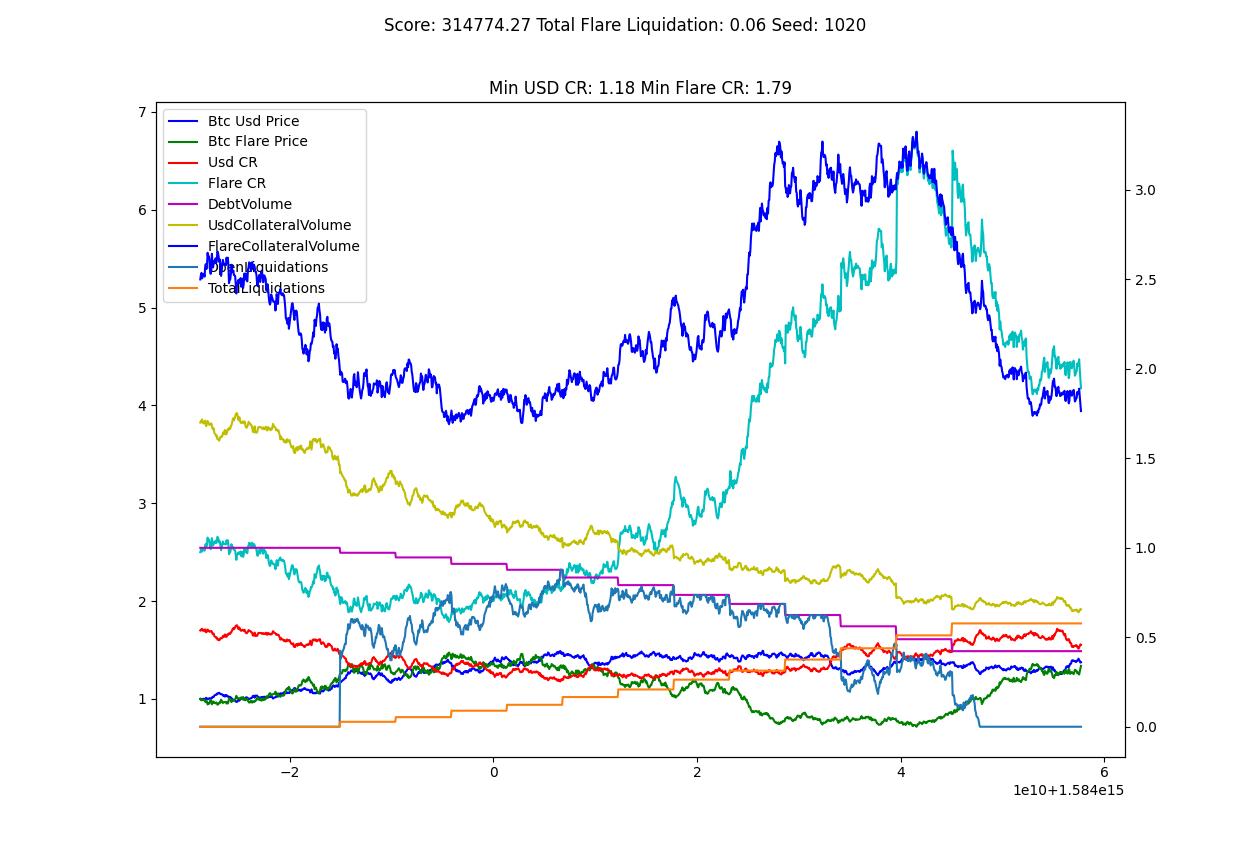 Score: 314774.27 Total Flare Liquidation: 0.06 Seed: 1020
Min USD CR: 1.18 Min Flare CR: 1.79
Btc Usd Price
Btc Flare Price
Usd CR
Flare CR
DebtVolume
UsdCollateralVolume
FlareCollateralVolume
OpenLiquidations
TotalLiquidations
7
6
5
4
3
2
1
3.0
2.5
2.0
1.5
1.0
0.5
0.0
−2 0 2 4 6
1e10+1.584e15